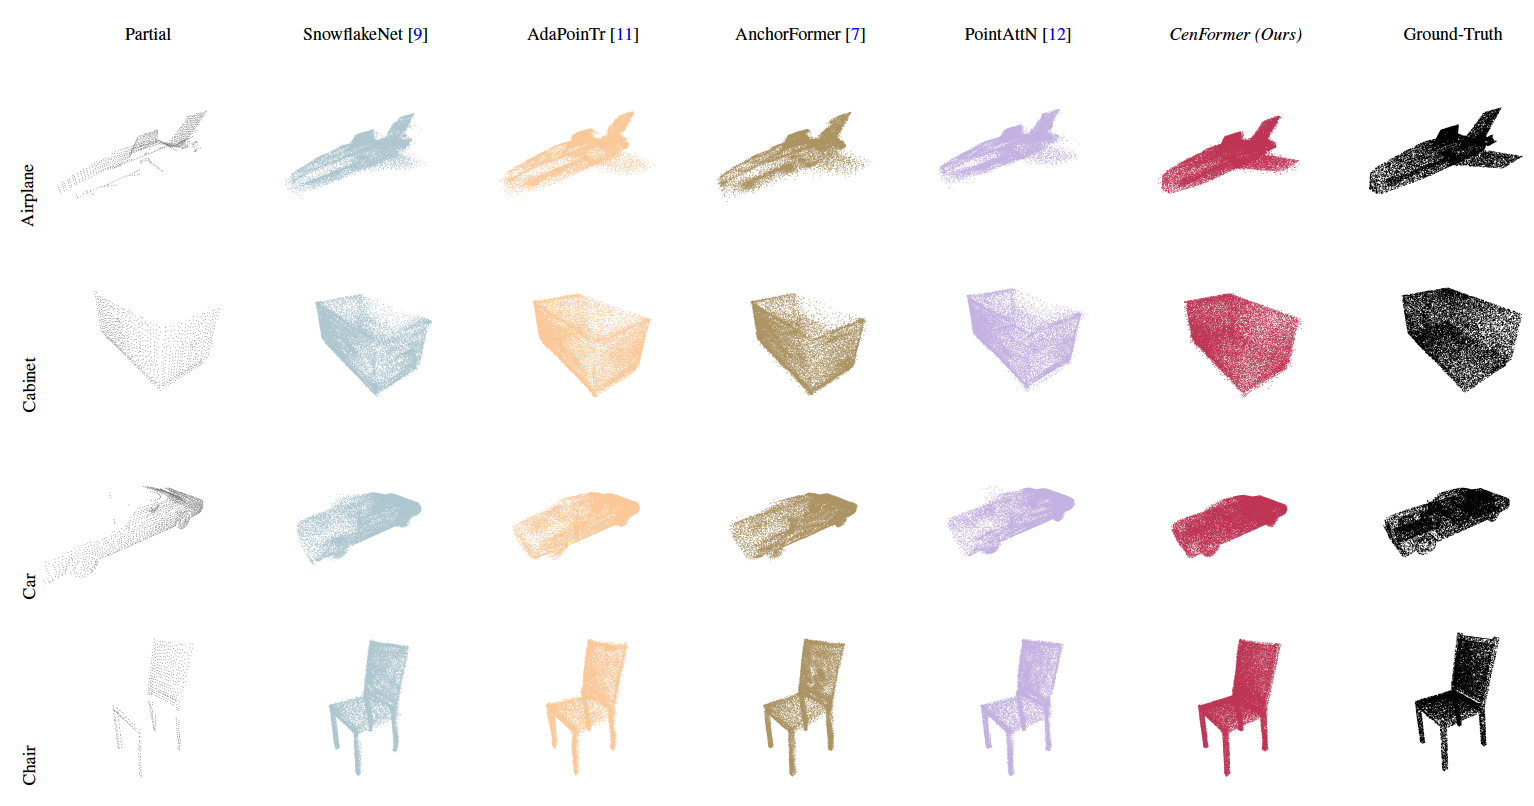 Partial SnowflakeNet [9] AdaPoinTr [11] AnchorFormer [7] PointAttN [12] CenFormer (Ours) Ground-Truth
Airplane
Cabinet
Car
Chair